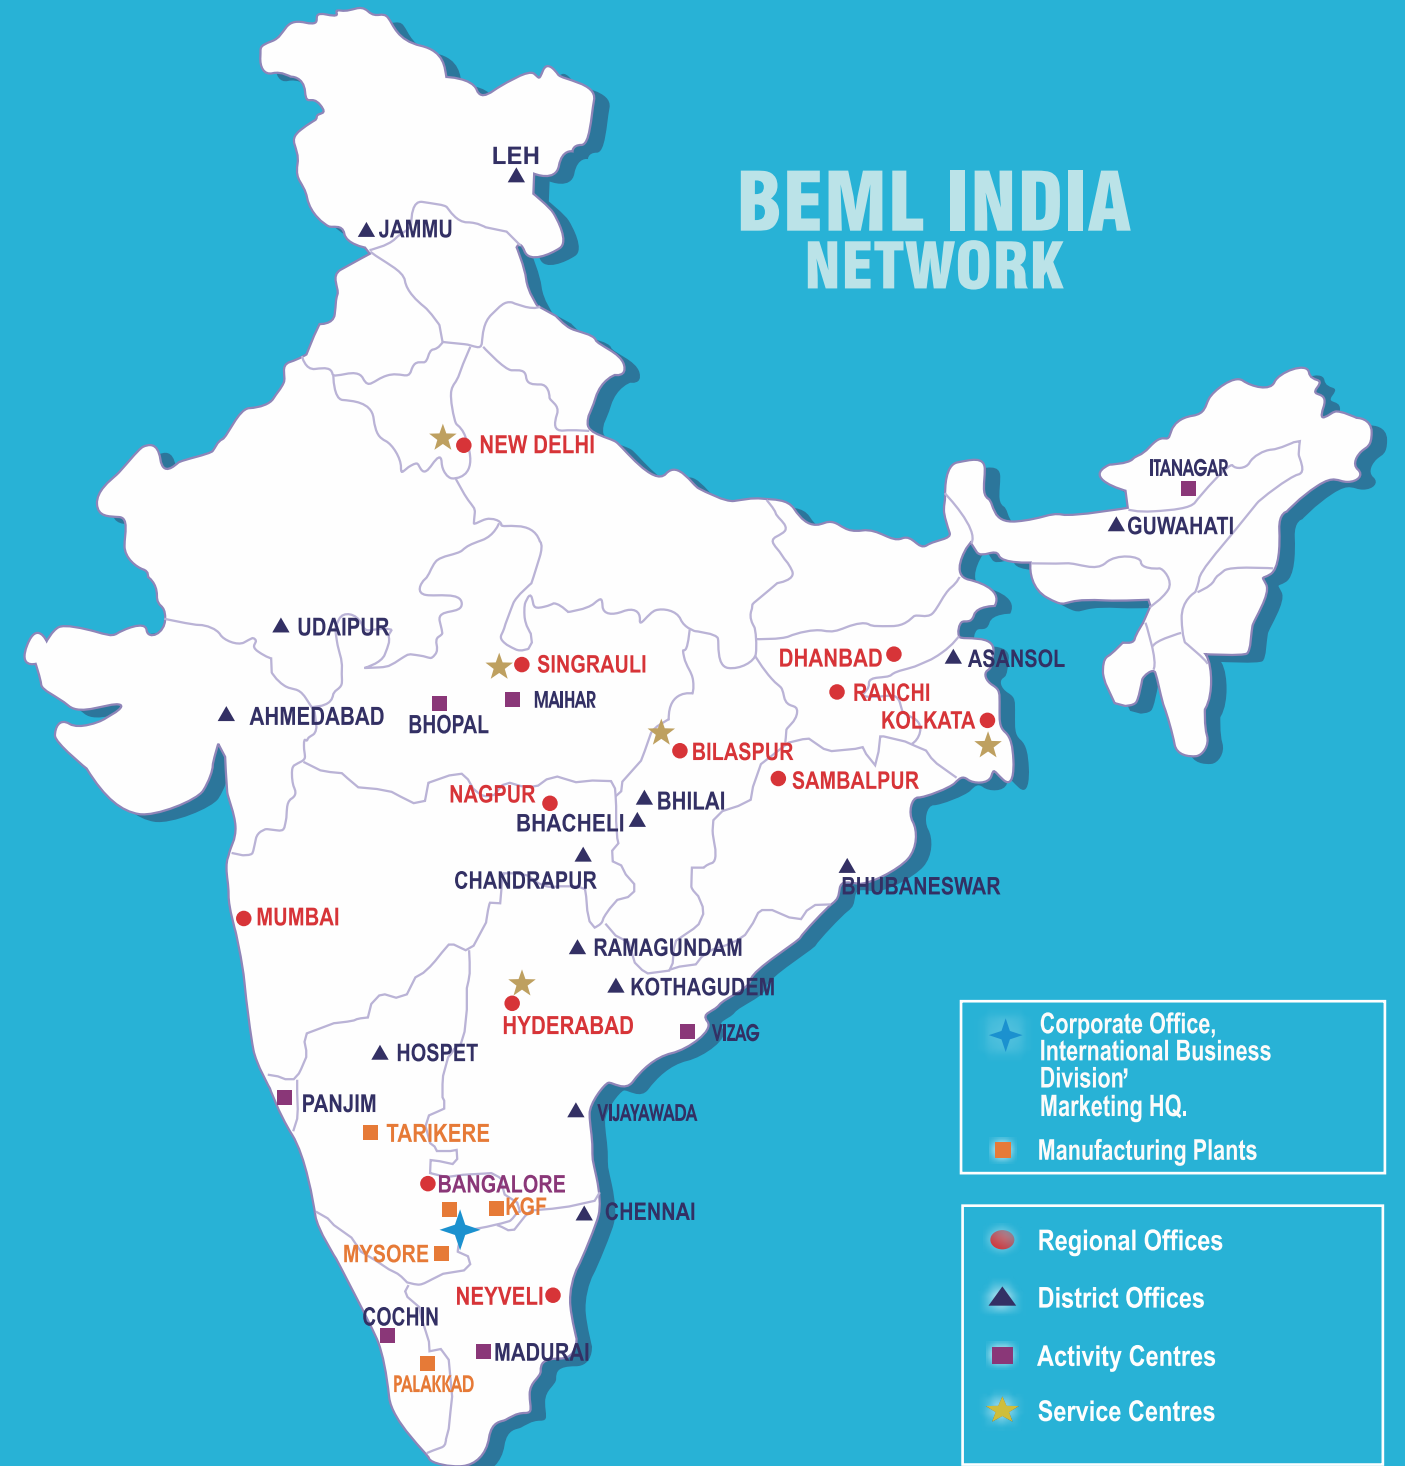 BEML INDIA
NETWORK
LEH
JAMMU
NEW DELHI
ITANAGAR
GUWAHATI
UDAIPUR
SINGRAULI
DHANBAD
ASANSOL
MAIHAR
RANCHI
AHMEDABAD
BHOPAL
KOLKATA
BILASPUR
SAMBALPUR
NAGPUR
BHILAI
BHACHELI
CHANDRAPUR
BHUBANESWAR
MUMBAI
RAMAGUNDAM
KOTHAGUDEM
HYDERABAD
VIZAG
HOSPET
PANJIM
VIJAYAWADA
TARIKERE
BANGALORE
KGF
CHENNAI
MYSORE
NEYVELI
COCHIN
MADURAI
PALAKKAD
Corporate Office,
International Business
Division’
Marketing HQ.
Manufacturing Plants
Regional Offices
District Offices
Activity Centres
Service Centres